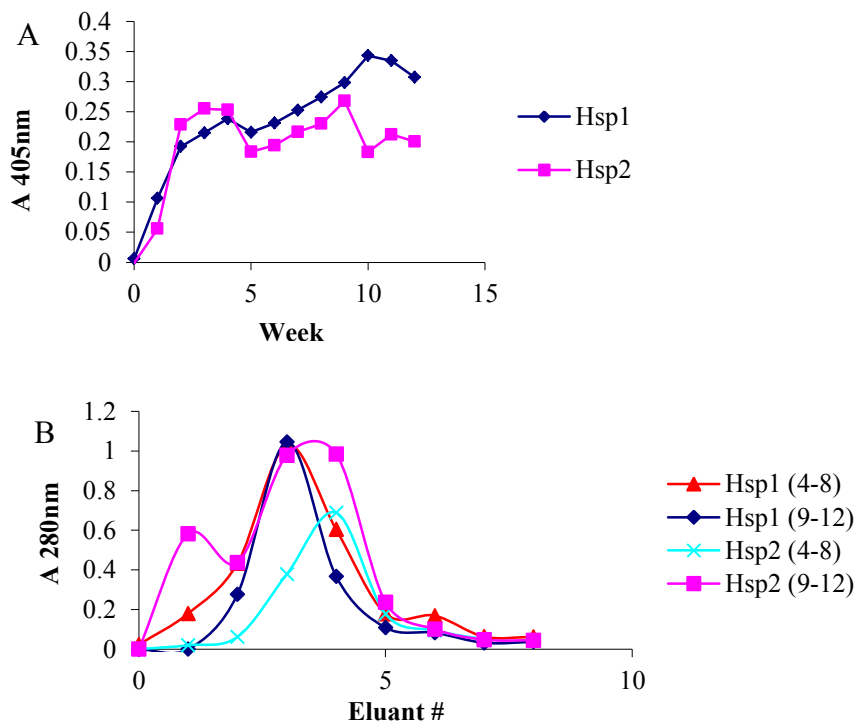 A
0.4
0.35
0.3
0.25
0.2
0.15
0.1
0.05
0
A 405nm
0 5 10 15
Week
Hsp1
Hsp2
B
1.2
1
0.8
0.6
0.4
0.2
0
A 280nm
0 5 10
Eluant #
Hsp1 (4-8)
Hsp1 (9-12)
Hsp2 (4-8)
Hsp2 (9-12)